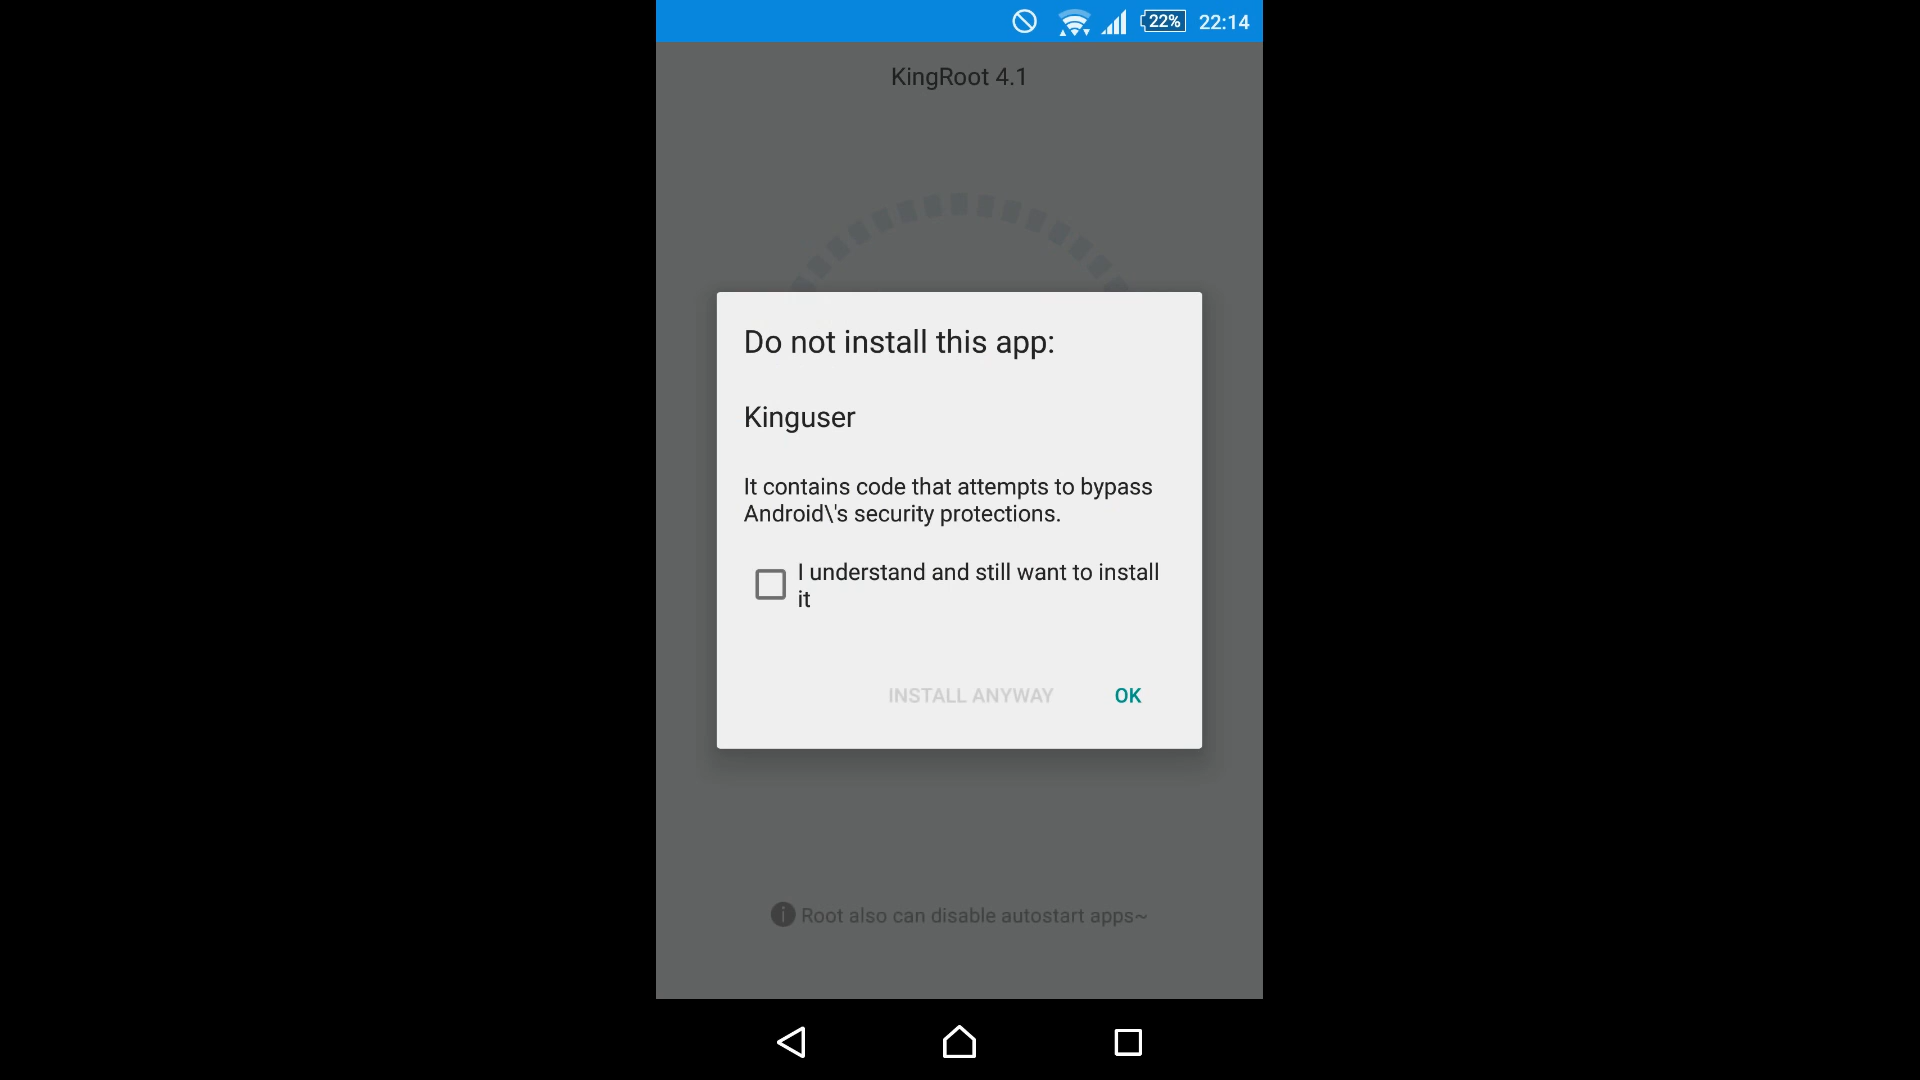 22% 22:14
KingRoot 4.1
Do not install this app:
Kinguser
It contains code that attempts to bypass
Android\'s security protections.
I understand and still want to install
it
INSTALL ANYWAY OK
Root also can disable autostart apps~